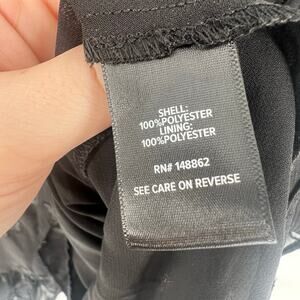 SHELL:
100%POLYESTER
LINING:
100%POLYESTER
RN# 148862
SEE CARE ON REVERSE